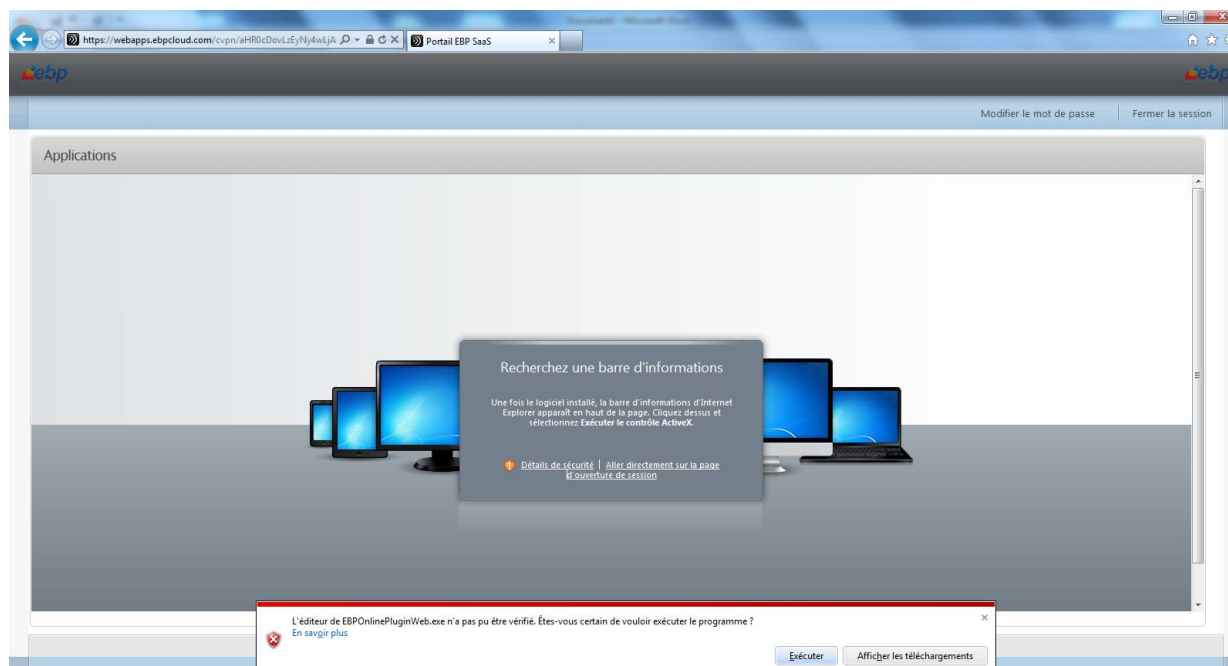 https://webapps.ebpcloud.com/cvpn/aHR0cDovLzEyNy4wLjA
Portail EBP SaaS
ebp
ebp
Modifier le mot de passe
Fermer la session
Applications
Recherchez une barre d'informations
Une fois le logiciel installé, la barre d'informations d'Internet
Explorer apparaît en haut de la page. Cliquez dessus et
sélectionnez Exécuter le contrôle ActiveX.
Détails de sécurité | Aller directement sur la page
d'ouverture de session
L'éditeur de EBPOnlinePluginWeb.exe n'a pas pu être vérifié. Êtes-vous certain de vouloir exécuter le programme ?
En savoir plus
Exécuter
Afficher les téléchargements